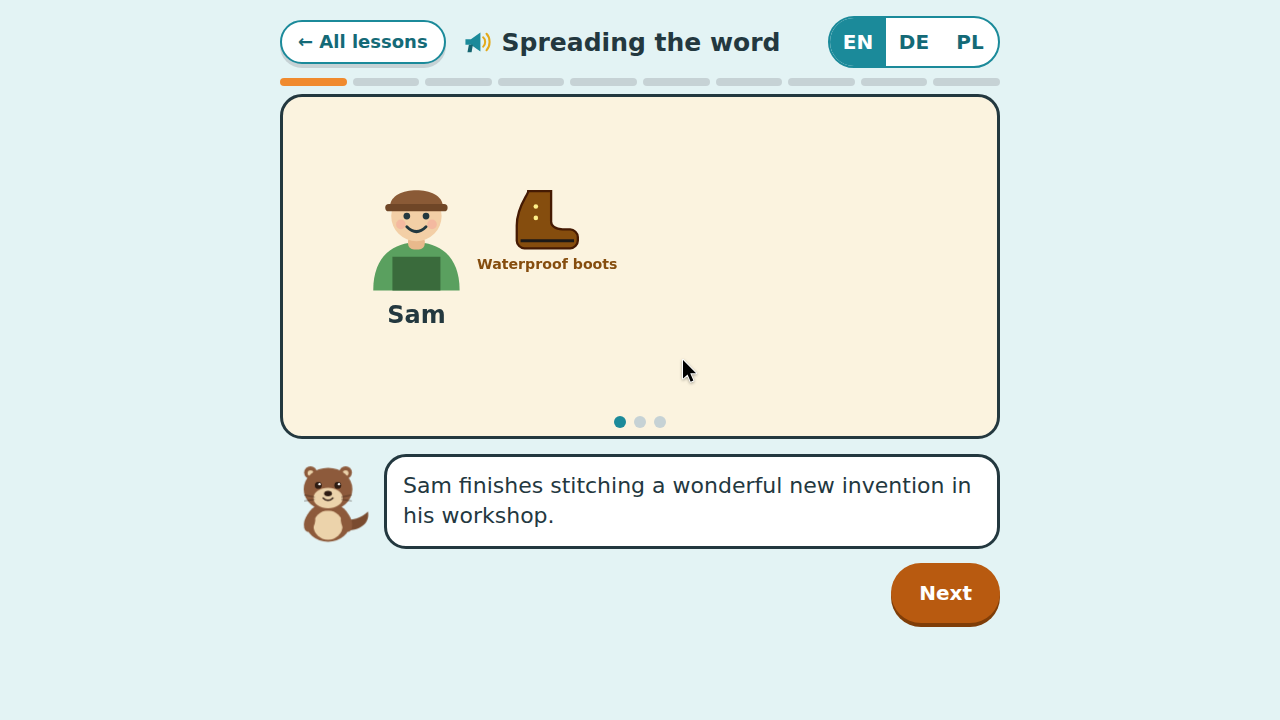 ← All lessons
Spreading the word
EN DE PL
Waterproof boots
Sam
Sam finishes stitching a wonderful new invention in
his workshop.
Next